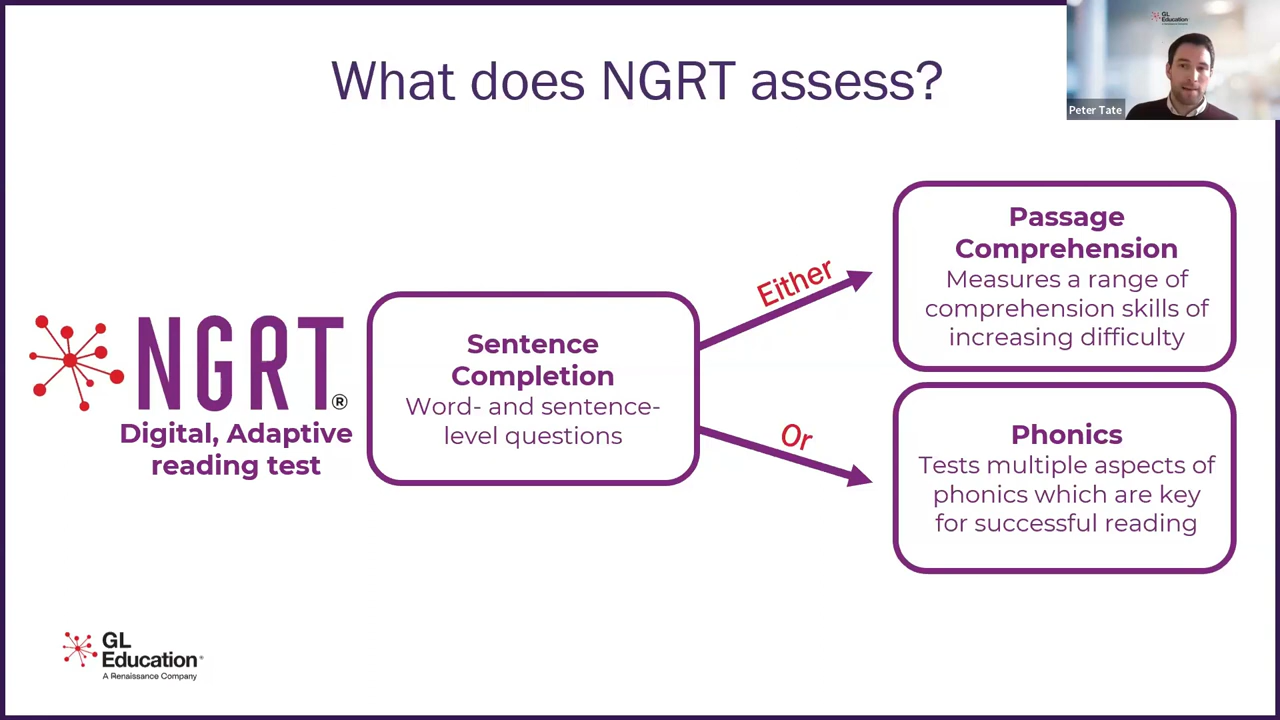 What does NGRT assess?
GL
Education
Peter Tate
NGRT®
Digital, Adaptive
reading test
Sentence
Completion
Word- and sentence-
level questions
Either
Or
Passage
Comprehension
Measures a range of
comprehension skills of
increasing difficulty
Phonics
Tests multiple aspects of
phonics which are key
for successful reading
GL
Education
A Renaissance Company